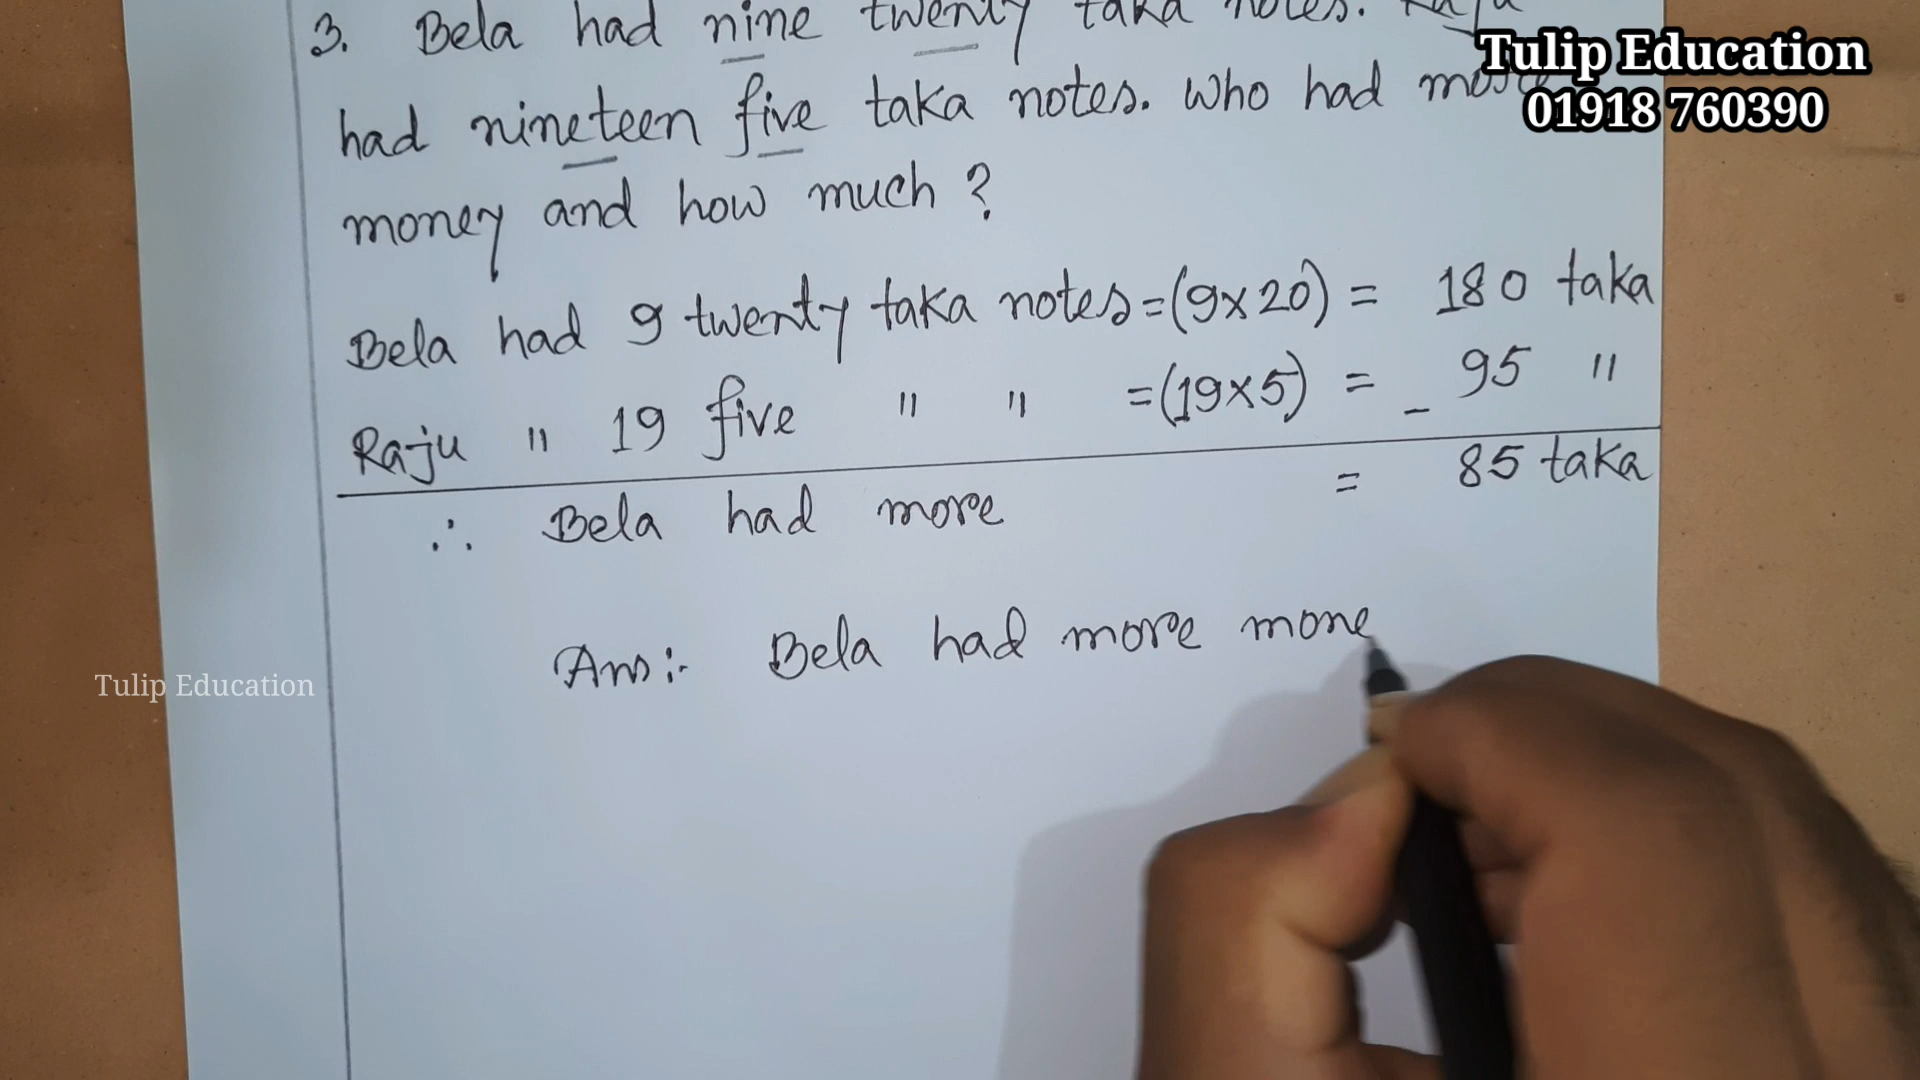 3. Bela had nine twenty taka notes. Raju
Tulip Education
had nineteen five taka notes. Who had more
01918 760390
money and how much ?
Bela had 9 twenty taka notes=(9x20) = 180 taka
Raju " 19 five " " =(19x5) = - 95 "
∴ Bela had more = 85 taka
Ans:- Bela had more mone
Tulip Education